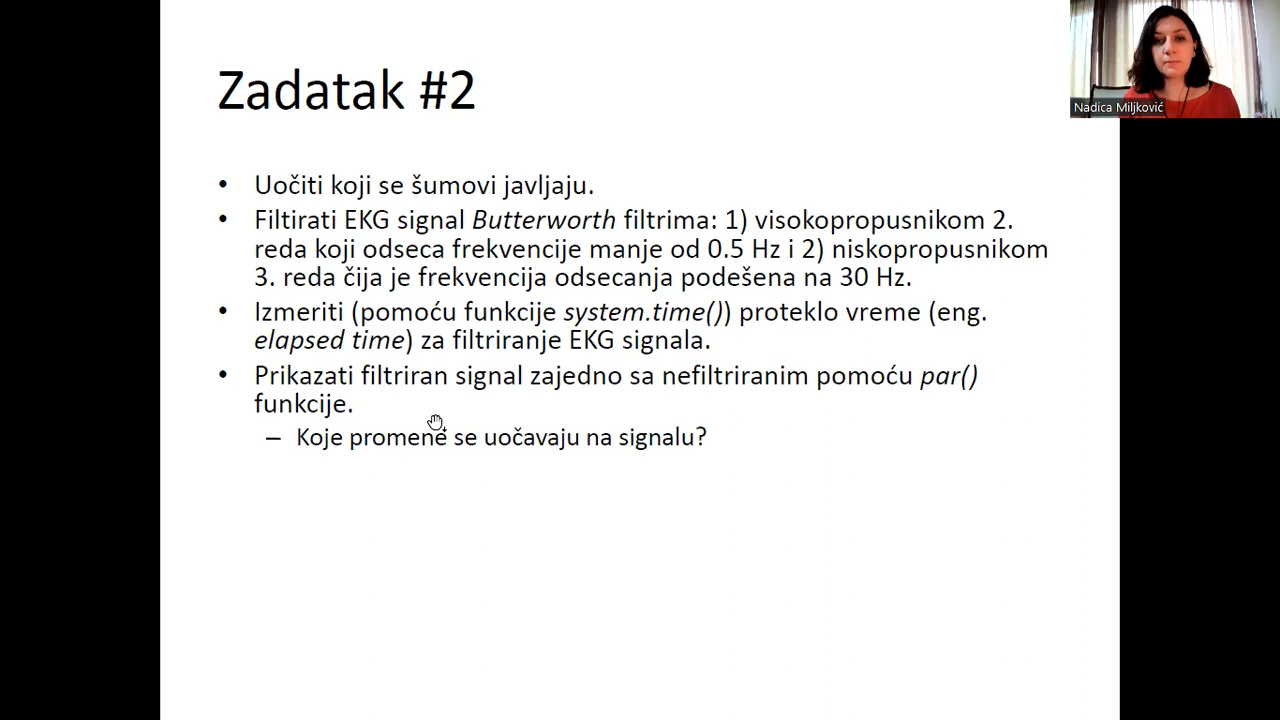 Zadatak #2
Nadica Miljković
• Uočiti koji se šumovi javljaju.
• Filtirati EKG signal Butterworth filtrima: 1) visokopropusnikom 2.
reda koji odseca frekvencije manje od 0.5 Hz i 2) niskopropusnikom
3. reda čija je frekvencija odsecanja podešena na 30 Hz.
• Izmeriti (pomoću funkcije system.time()) proteklo vreme (eng.
elapsed time) za filtriranje EKG signala.
• Prikazati filtriran signal zajedno sa nefiltriranim pomoću par()
funkcije.
– Koje promene se uočavaju na signalu?